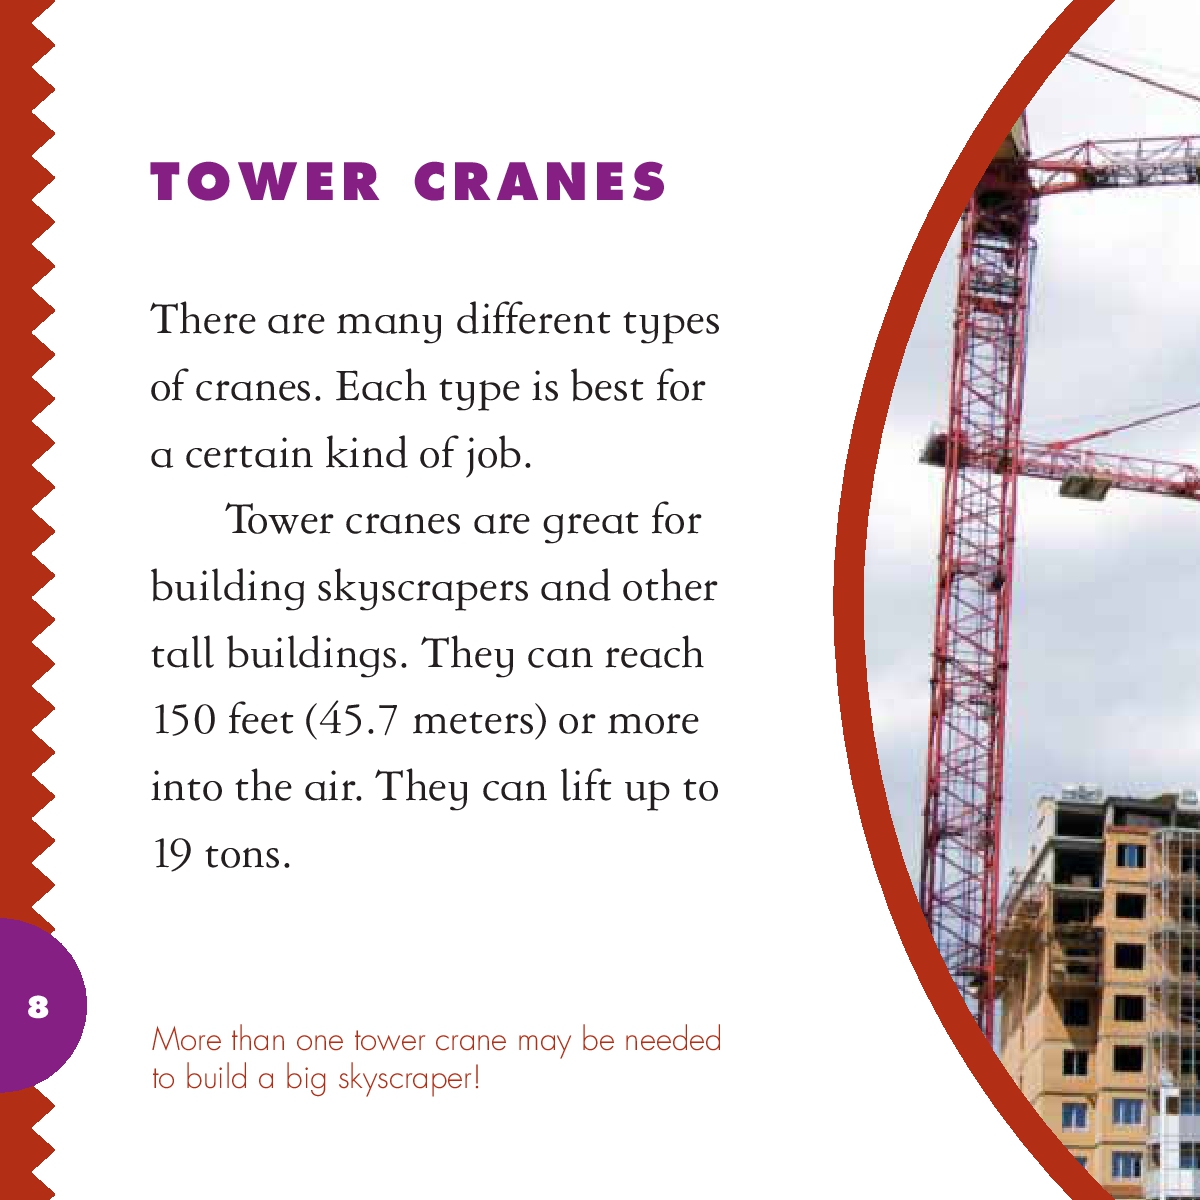 TOWER CRANES
There are many different types
of cranes. Each type is best for
a certain kind of job.
Tower cranes are great for
building skyscrapers and other
tall buildings. They can reach
150 feet (45.7 meters) or more
into the air. They can lift up to
19 tons.
8
More than one tower crane may be needed
to build a big skyscraper!